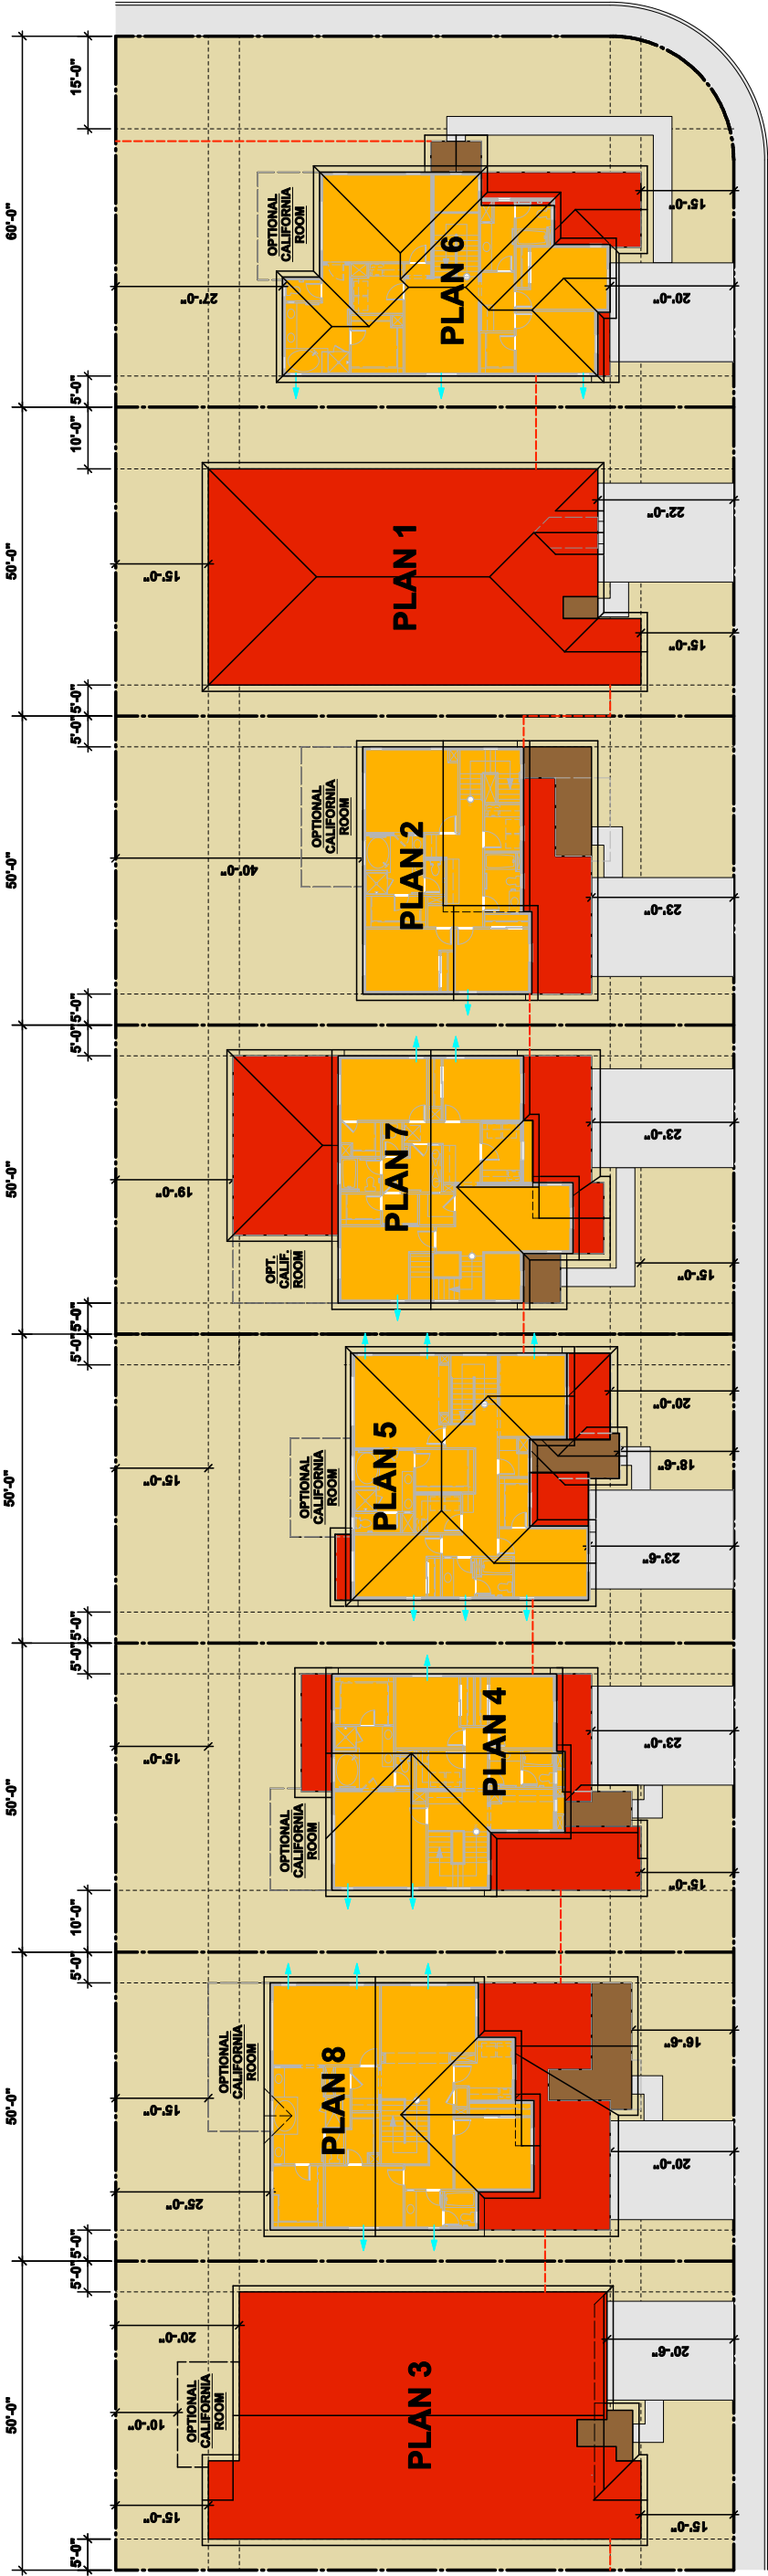 15'-0"
60'-0"
5'-0"
27'-0"
OPTIONAL
CALIFORNIA
ROOM
PLAN 6
15'-0"
20'-0"
10'-0"
50'-0"
5'-0"
15'-0"
PLAN 1
22'-0"
15'-0"
5'-0"
50'-0"
5'-0"
40'-0"
OPTIONAL
CALIFORNIA
ROOM
PLAN 2
23'-0"
5'-0"
50'-0"
5'-0"
19'-0"
OPT.
CALIF.
ROOM
PLAN 7
23'-0"
15'-0"
5'-0"
50'-0"
5'-0"
15'-0"
OPTIONAL
CALIFORNIA
ROOM
PLAN 5
20'-0"
18'-6"
23'-6"
5'-0"
50'-0"
10'-0"
15'-0"
OPTIONAL
CALIFORNIA
ROOM
PLAN 4
23'-0"
15'-0"
5'-0"
50'-0"
5'-0"
15'-0"
25'-0"
OPTIONAL
CALIFORNIA
ROOM
PLAN 8
16'-6"
20'-0"
5'-0"
50'-0"
5'-0"
20'-0"
10'-0"
15'-0"
OPTIONAL
CALIFORNIA
ROOM
PLAN 3
20'-6"
15'-0"